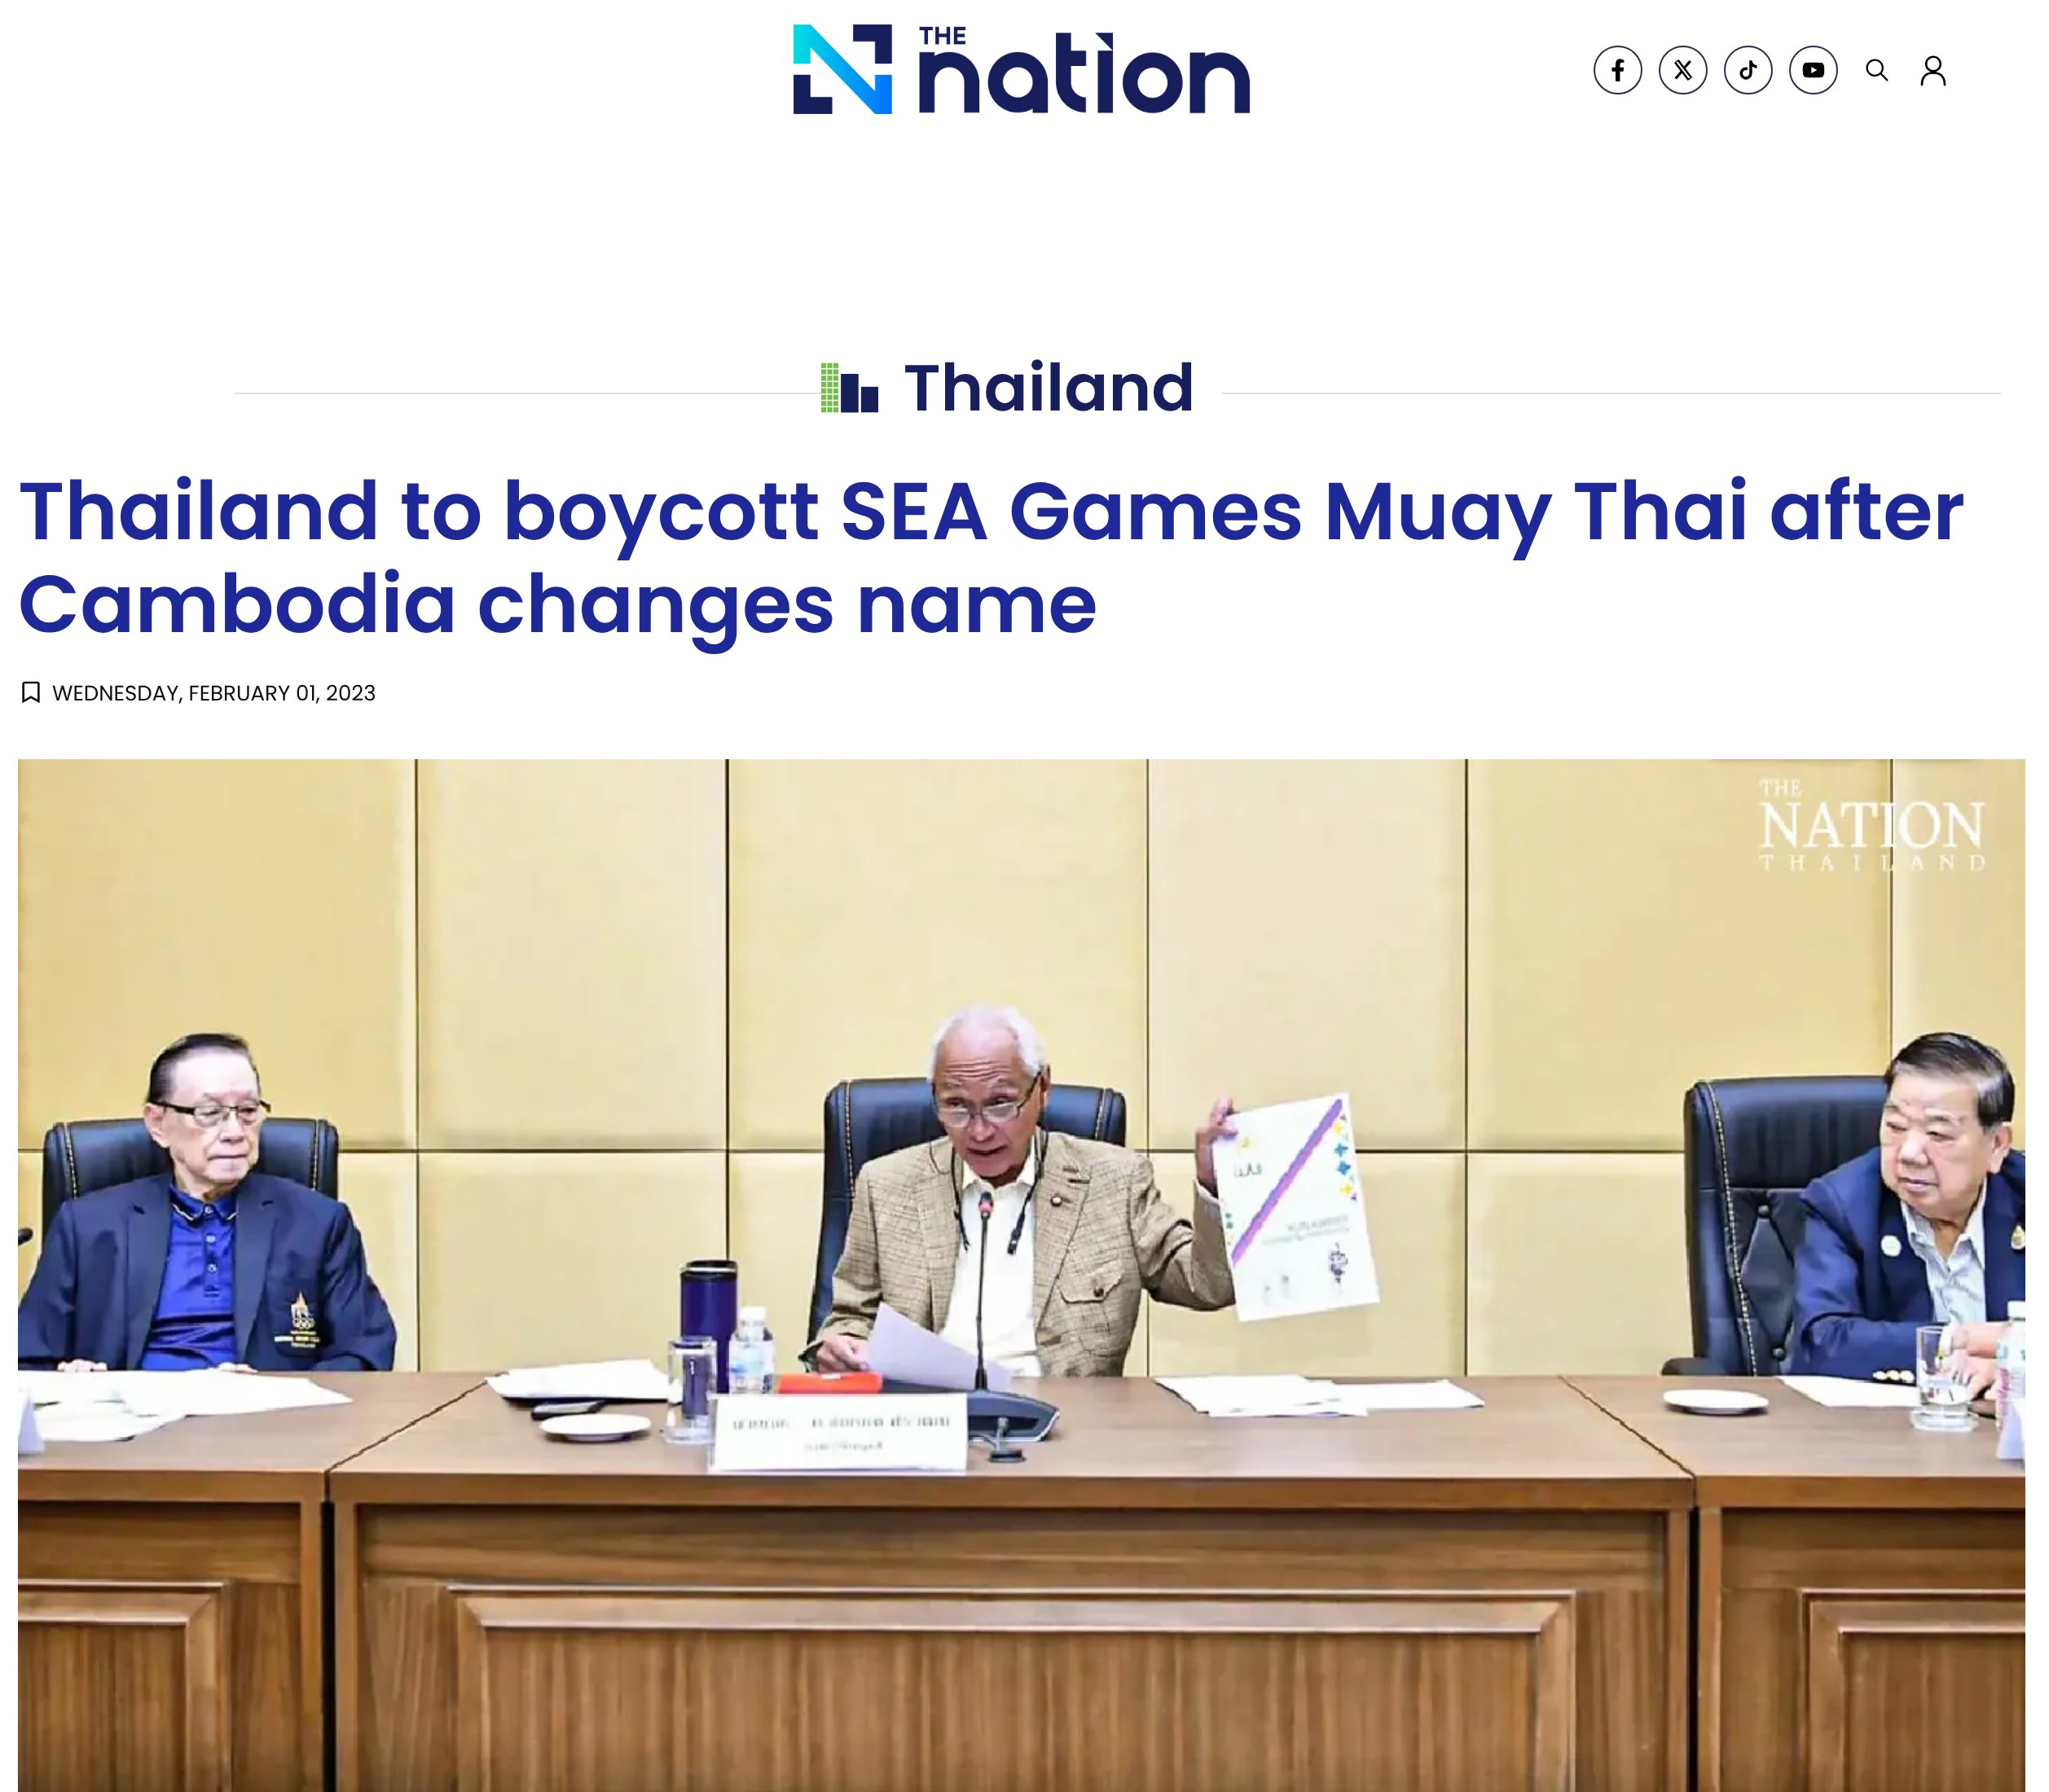 THE
nation
Thailand
Thailand to boycott SEA Games Muay Thai after
Cambodia changes name
WEDNESDAY, FEBRUARY 01, 2023
THE
NATION
THAILAND